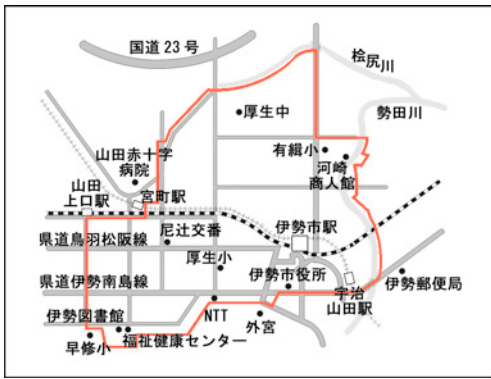 国道23号
桧尻川
厚生中
勢田川
有緝小
山田赤十字
病院
河崎
商人館
山田
上口駅
宮町駅
尼辻交番
伊勢市駅
県道鳥羽松阪線
厚生小
県道伊勢南島線
伊勢市役所
伊勢郵便局
宇治
山田駅
伊勢図書館
NTT
外宮
福祉健康センター
早修小